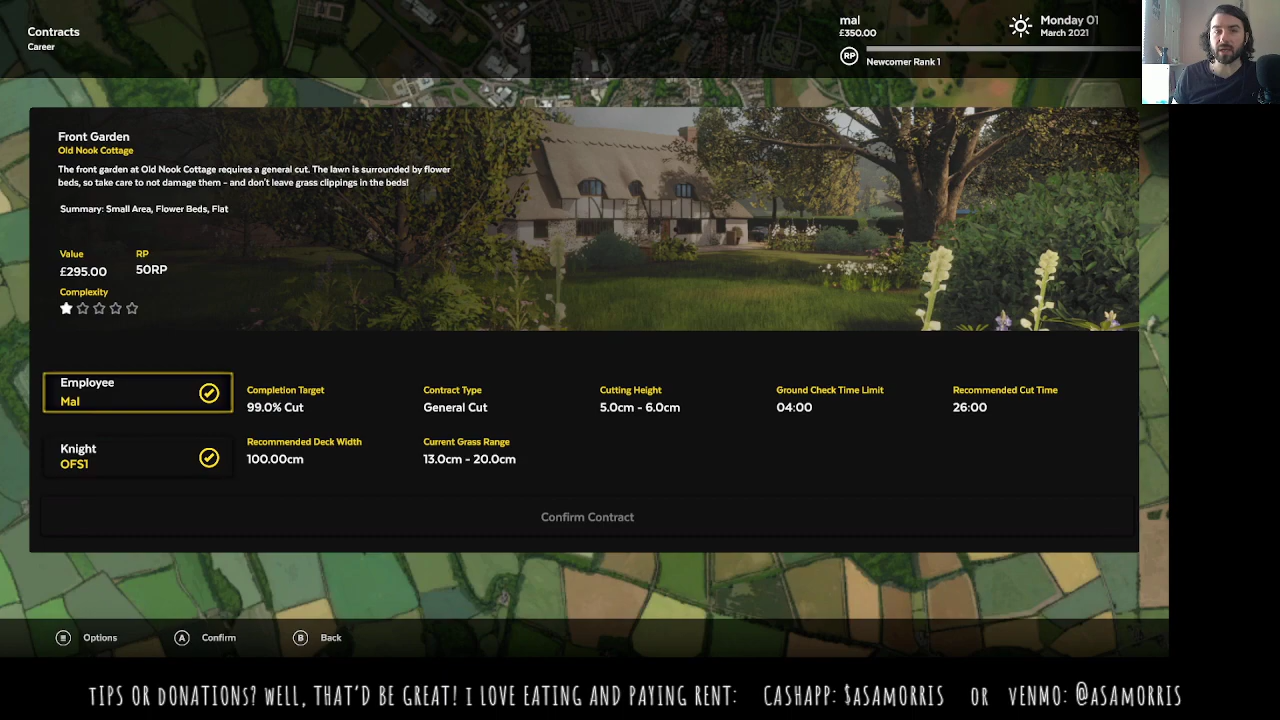 Contracts
Career
mal
£350.00
RP
Newcomer Rank 1
Monday 01
March 2021
Front Garden
Old Nook Cottage
The front garden at Old Nook Cottage requires a general cut. The lawn is surrounded by flower
beds, so take care to not damage them – and don't leave grass clippings in the beds!
Summary: Small Area, Flower Beds, Flat
Value RP
£295.00 50RP
Complexity
Employee
Mal
Completion Target Contract Type Cutting Height Ground Check Time Limit Recommended Cut Time
99.0% Cut General Cut 5.0cm - 6.0cm 04:00 26:00
Knight
OFS1
Recommended Deck Width Current Grass Range
100.00cm 13.0cm - 20.0cm
Confirm Contract
Options A Confirm B Back
TIPS OR DONATIONS? WELL, THAT'D BE GREAT! I LOVE EATING AND PAYING RENT: CASHAPP: $ASAMORRIS OR VENMO: @ASAMORRIS